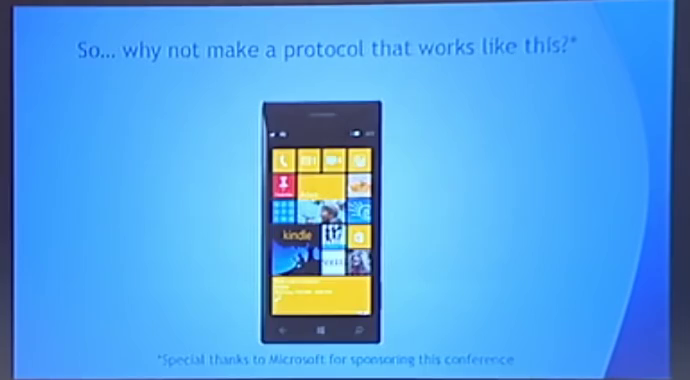 So... why not make a protocol that works like this?*
kindle
*Special thanks to Microsoft for sponsoring this conference